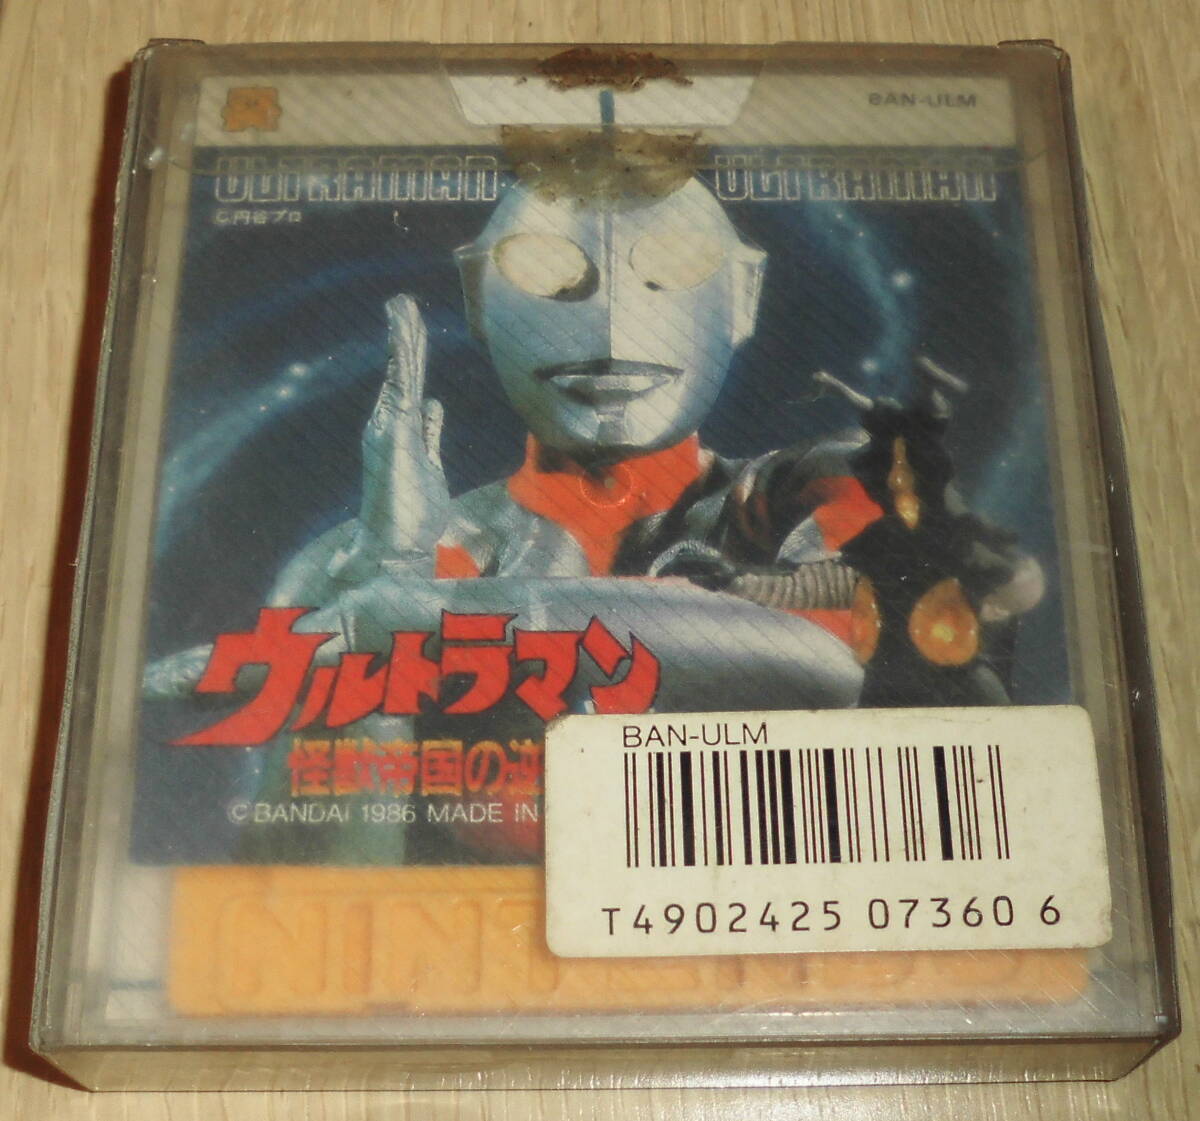 BAN-ULM
ULTRAMAN ULTRAMAN
©円谷プロ
ウルトラマン
怪獣帝国の逆
© BANDAI 1986 MADE IN
BAN-ULM
T4902425 07360 6
NINTENDO